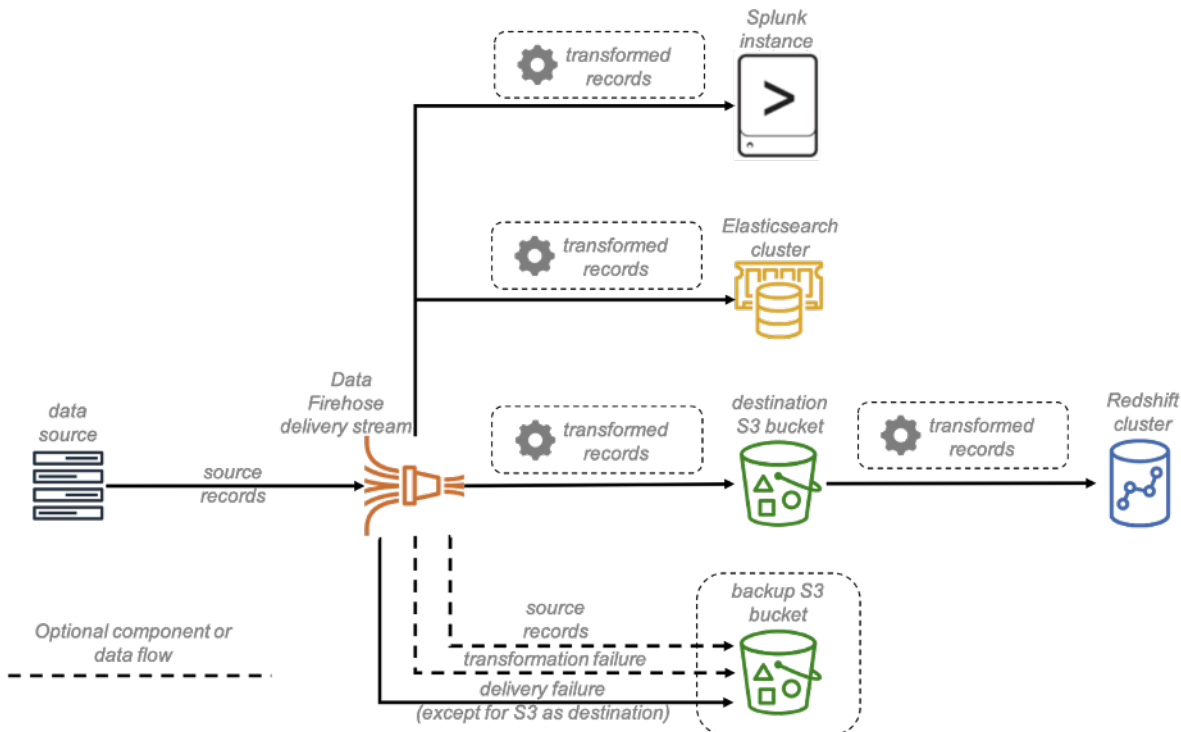 Splunk
instance
transformed
records
Elasticsearch
cluster
transformed
records
Data
Firehose
delivery stream
data
source
source
records
transformed
records
destination
S3 bucket
transformed
records
Redshift
cluster
backup S3
bucket
source
records
transformation failure
delivery failure
(except for S3 as destination)
Optional component or
data flow